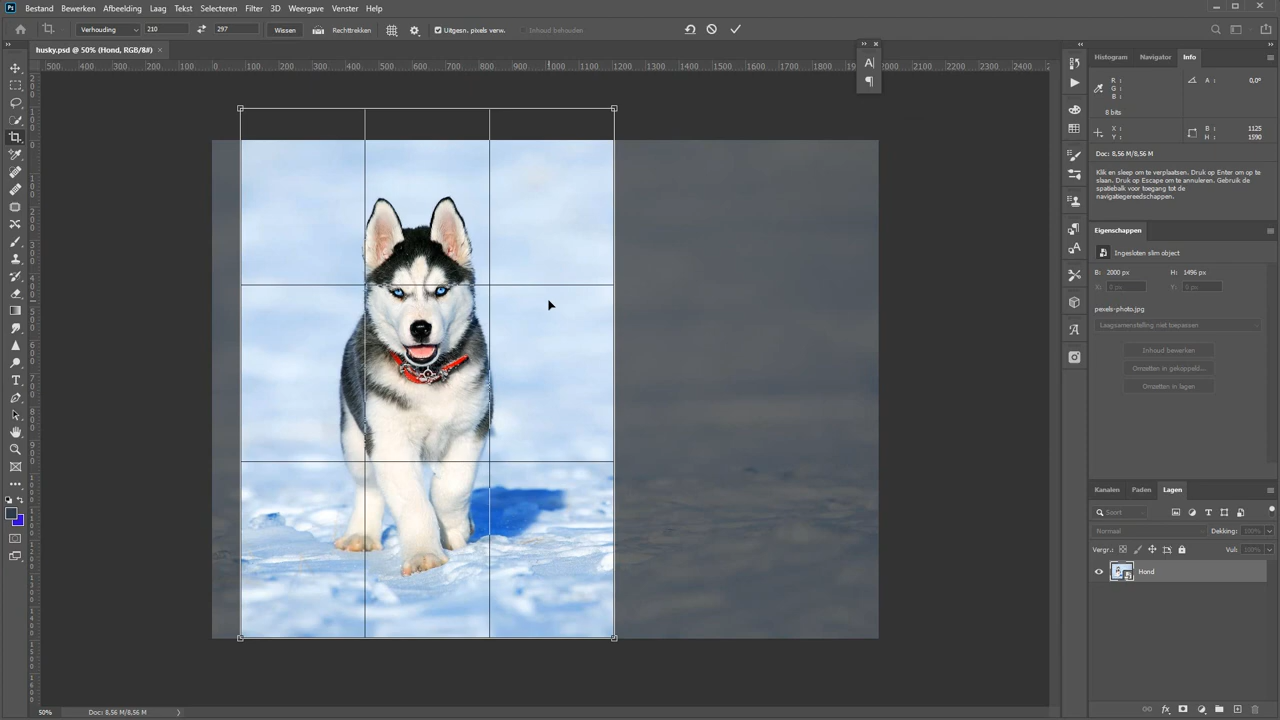 Ps Bestand Bewerken Afbeelding Laag Tekst Selecteren Filter 3D Weergave Venster Help
Verhouding 210 297 Wissen Rechttrekken Uitgesn. pixels verw. Inhoud behouden
husky.psd @ 50% (Hond, RGB/8#) ×
Histogram Navigator Info
500 400 300 200 100 0 100 200 300 400 500 600 700 800 900 1000 1100 1200 1300 1400 1500 1600 1700 1800 1900 2000 2100 2200 2300 2400
R :
G :
B :
A : 0,0°
8 bits
X :
Y :
B : 1125
H : 1590
Doc: 8,56 M/8,56 M
Klik en sleep om te verplaatsen. Druk op Enter om op te
slaan. Druk op Escape om te annuleren. Gebruik de
spatiebalk voor toegang tot de
navigatiegereedschappen.
Eigenschappen
Ingesloten slim object
B: 2000 px H: 1496 px
X: 0 px Y: 0 px
pexels-photo.jpg
Laagsamenstelling niet toepassen
Inhoud bewerken
Omzetten in gekoppeld...
Omzetten in lagen
Kanalen Paden Lagen
Soort
Normaal Dekking: 100%
Vergr.: Vul: 100%
Hond
50% Doc: 8,56 M/8,56 M